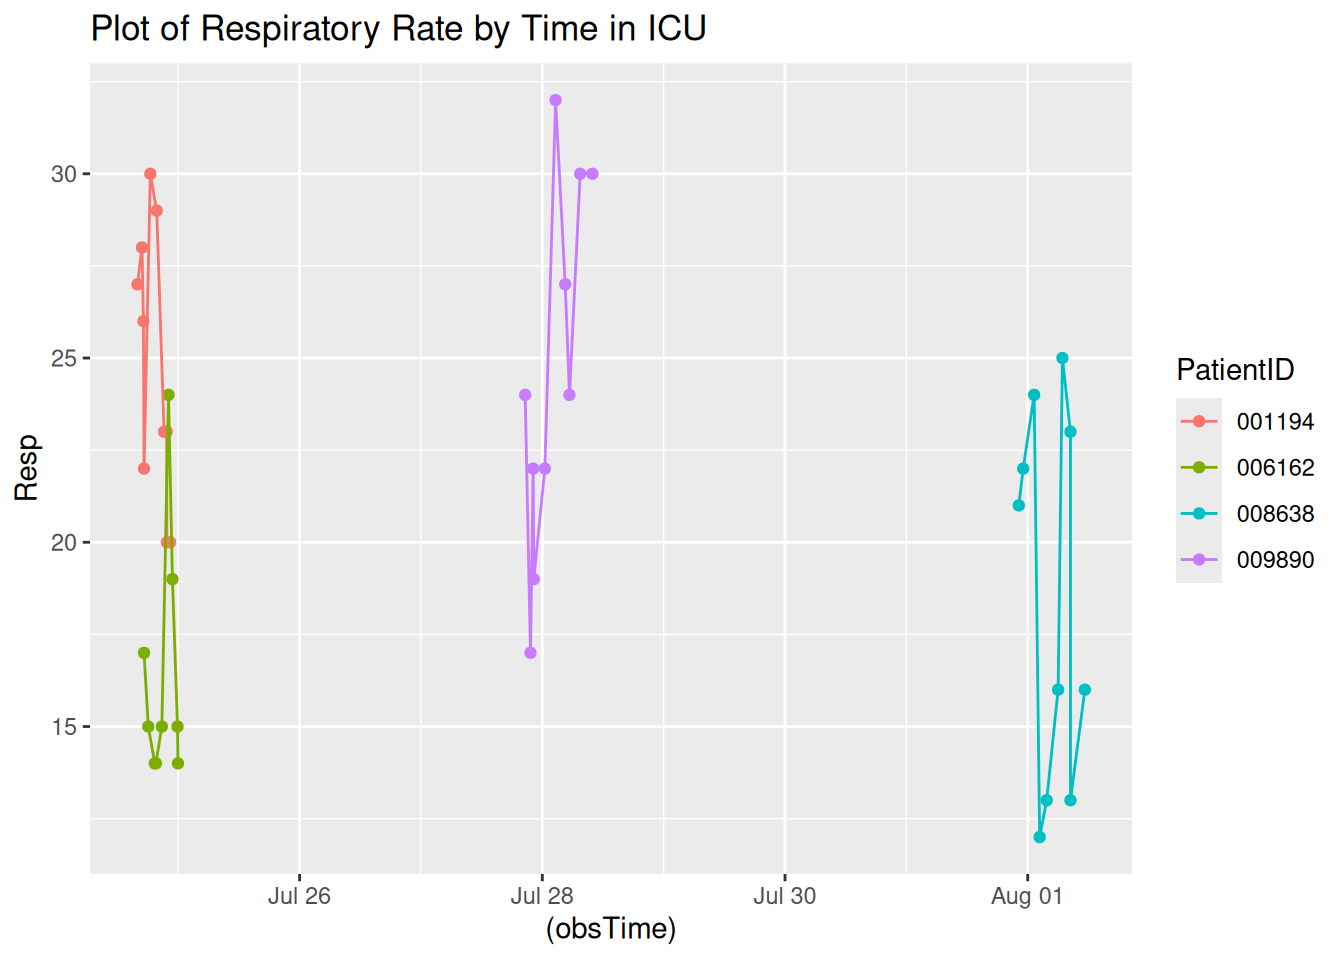 Plot of Respiratory Rate by Time in ICU
30
25
20
15
Resp
Jul 26
Jul 28
Jul 30
Aug 01
(obsTime)
PatientID
001194
006162
008638
009890